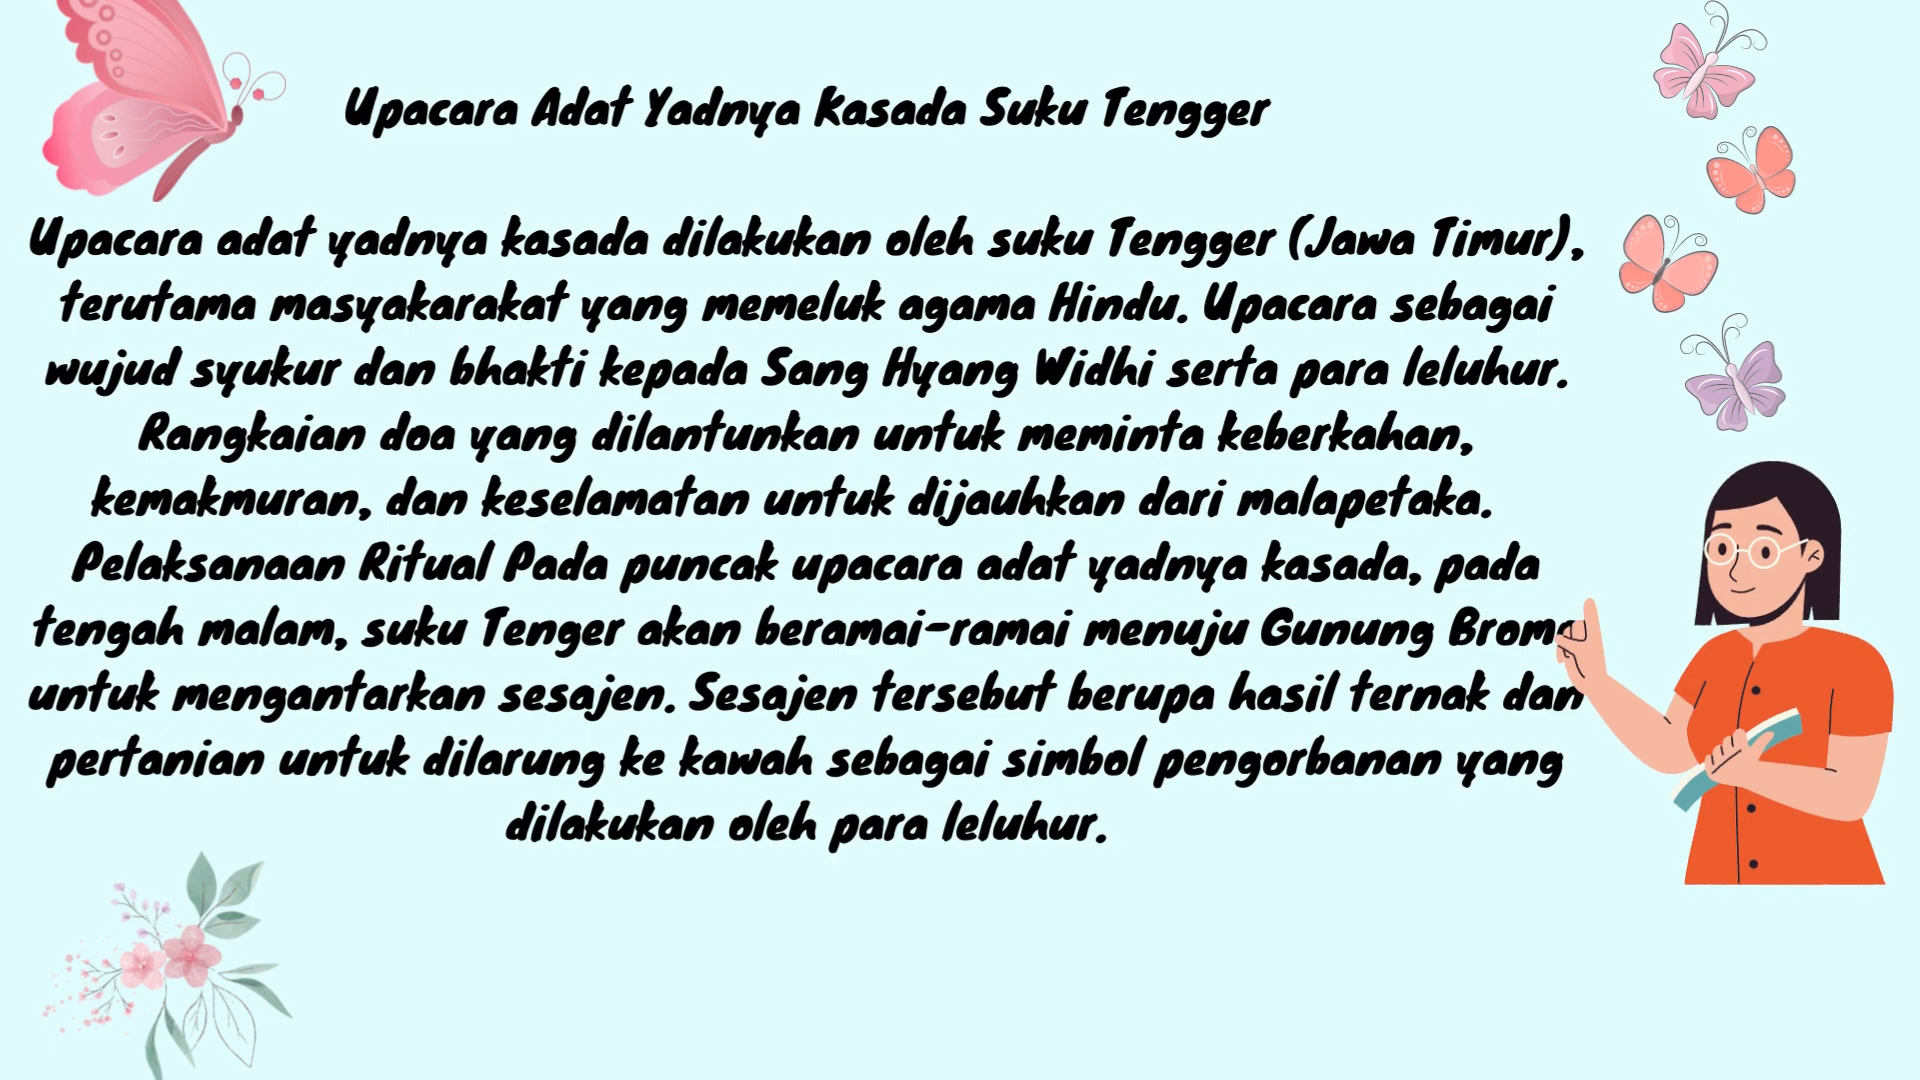 Upacara Adat Yadnya Kasada Suku Tengger
Upacara adat yadnya kasada dilakukan oleh suku Tengger (Jawa Timur),
terutama masyakarakat yang memeluk agama Hindu. Upacara sebagai
wujud syukur dan bhakti kepada Sang Hyang Widhi serta para leluhur.
Rangkaian doa yang dilantunkan untuk meminta keberkahan,
kemakmuran, dan keselamatan untuk dijauhkan dari malapetaka.
Pelaksanaan Ritual Pada puncak upacara adat yadnya kasada, pada
tengah malam, suku Tenger akan beramai-ramai menuju Gunung Bromo
untuk mengantarkan sesajen. Sesajen tersebut berupa hasil ternak dan
pertanian untuk dilarung ke kawah sebagai simbol pengorbanan yang
dilakukan oleh para leluhur.